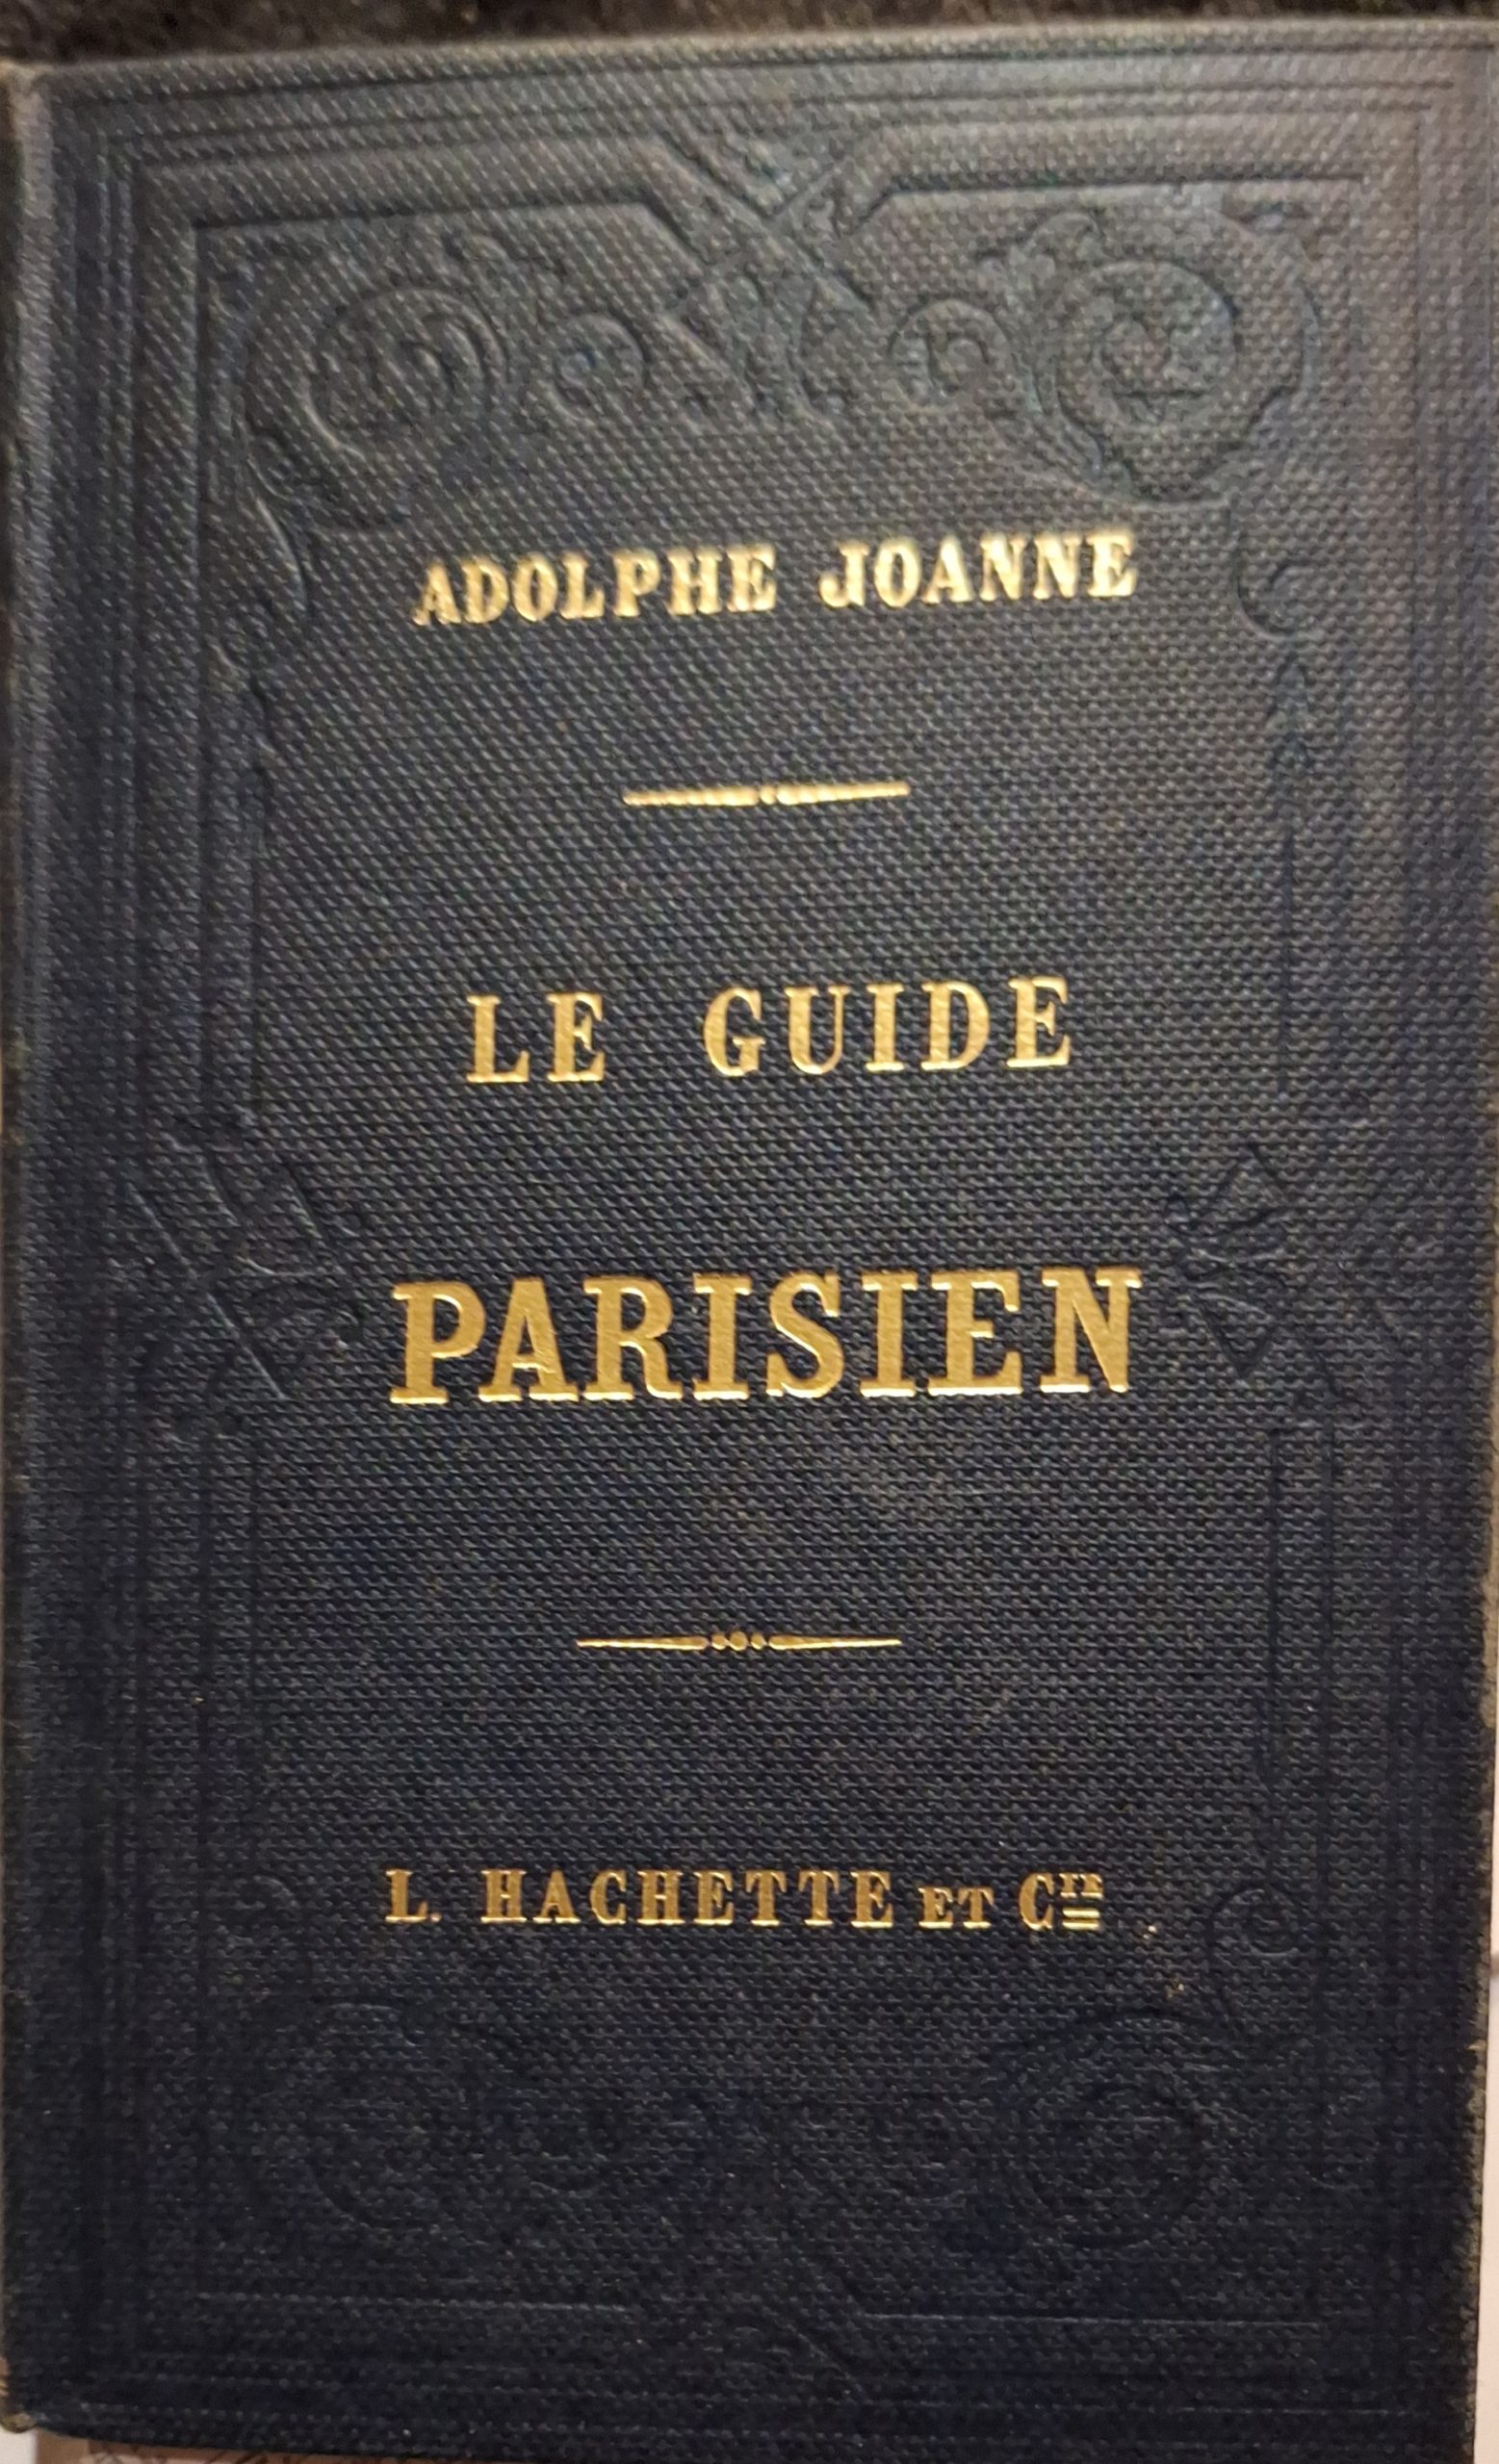 ADOLPHE JOANNE
LE GUIDE
PARISIEN
L. HACHETTE ET CIE